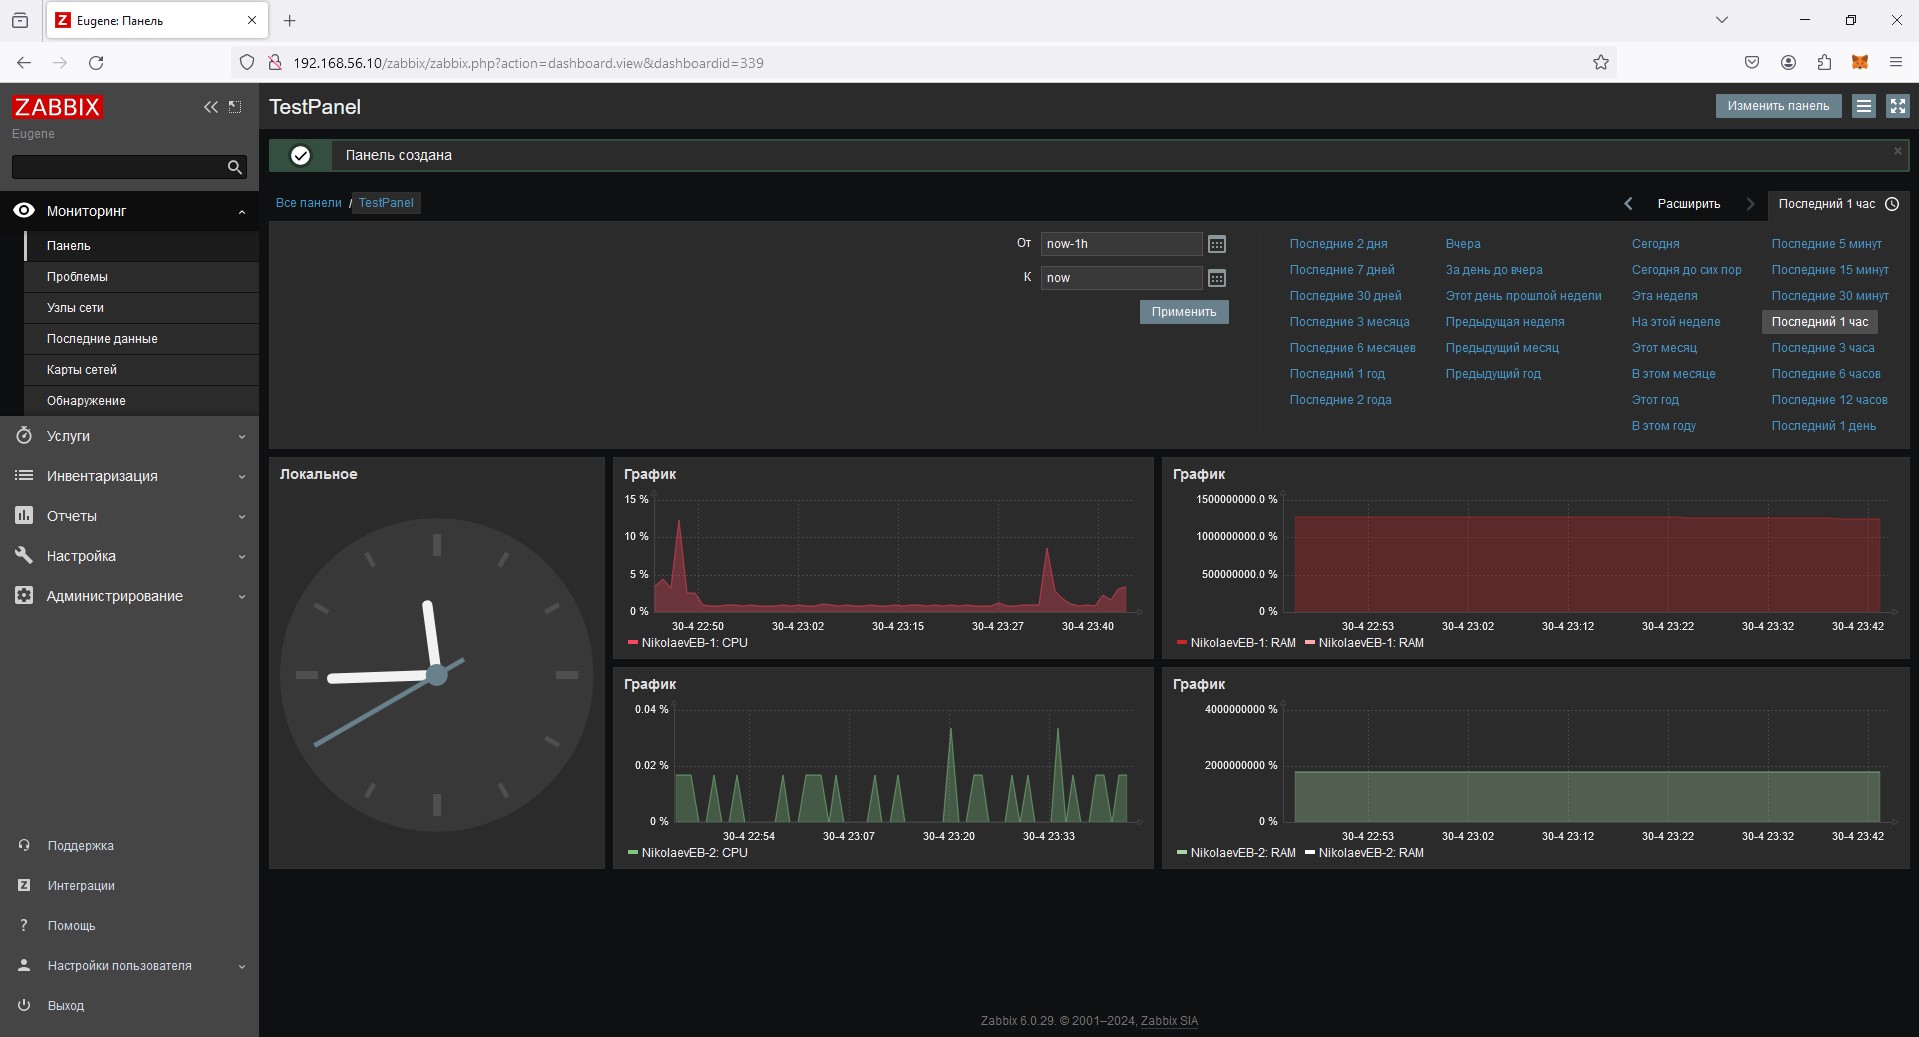 Eugene: Панель
192.168.56.10/zabbix/zabbix.php?action=dashboard.view&dashboardid=339
ZABBIX
Eugene
Мониторинг
Панель
Проблемы
Узлы сети
Последние данные
Карты сетей
Обнаружение
Услуги
Инвентаризация
Отчеты
Настройка
Администрирование
Поддержка
Интеграции
Помощь
Настройки пользователя
Выход
TestPanel
Изменить панель
Панель создана
Все панели / TestPanel
Расширить
Последний 1 час
От now-1h
К now
Применить
Последние 2 дня
Последние 7 дней
Последние 30 дней
Последние 3 месяца
Последние 6 месяцев
Последний 1 год
Последние 2 года
Вчера
За день до вчера
Этот день прошлой недели
Предыдущая неделя
Предыдущий месяц
Предыдущий год
Сегодня
Сегодня до сих пор
Эта неделя
На этой неделе
Этот месяц
В этом месяце
Этот год
В этом году
Последние 5 минут
Последние 15 минут
Последние 30 минут
Последний 1 час
Последние 3 часа
Последние 6 часов
Последние 12 часов
Последний 1 день
Локальное
График
15 %
10 %
5 %
0 %
30-4 22:50 30-4 23:02 30-4 23:15 30-4 23:27 30-4 23:40
NikolaevEB-1: CPU
График
1500000000.0 %
1000000000.0 %
500000000.0 %
0 %
30-4 22:53 30-4 23:02 30-4 23:12 30-4 23:22 30-4 23:32 30-4 23:42
NikolaevEB-1: RAM NikolaevEB-1: RAM
График
0.04 %
0.02 %
0 %
30-4 22:54 30-4 23:07 30-4 23:20 30-4 23:33
NikolaevEB-2: CPU
График
4000000000 %
2000000000 %
0 %
30-4 22:53 30-4 23:02 30-4 23:12 30-4 23:22 30-4 23:32 30-4 23:42
NikolaevEB-2: RAM NikolaevEB-2: RAM
Zabbix 6.0.29. © 2001–2024, Zabbix SIA